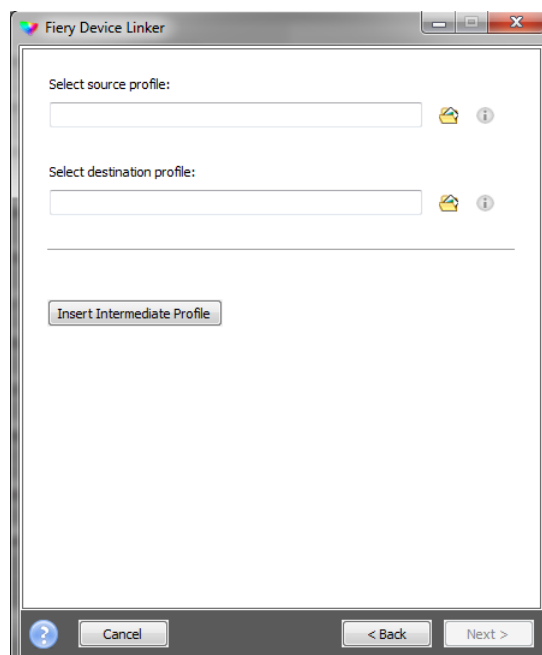 Fiery Device Linker
Select source profile:
Select destination profile:
Insert Intermediate Profile
Cancel
< Back
Next >